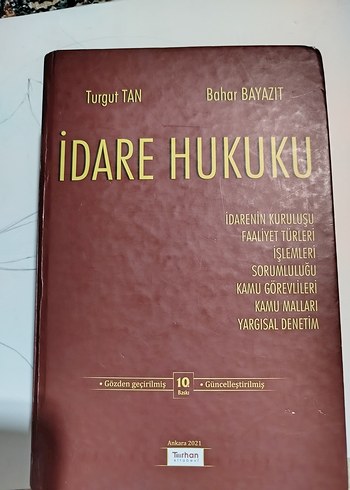 Turgut TAN Bahar BAYAZIT
İDARE HUKUKU
İDARENİN KURULUŞU
FAALİYET TÜRLERİ
İŞLEMLERİ
SORUMLULUĞU
KAMU GÖREVLİLERİ
KAMU MALLARI
YARGISAL DENETİM
• Gözden geçirilmiş 10 • Güncelleştirilmiş
Baskı
Ankara 2021
Turhan
Kitabevi